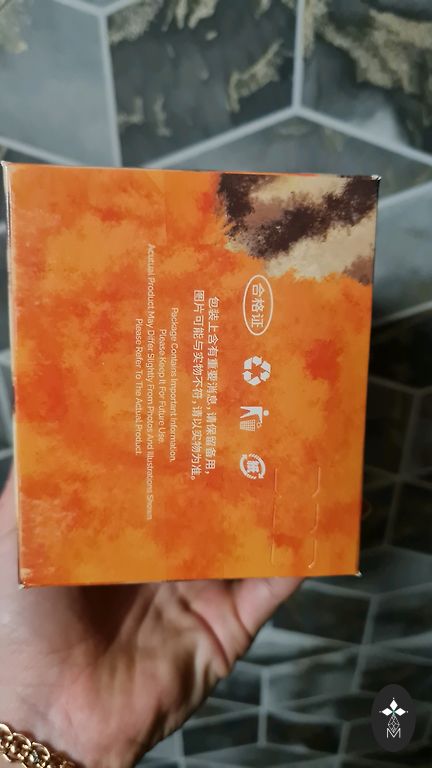 合格证
包装上含有重要消息,请保留备用,
图片可能与实物不符,请以实物为准。
Package Contains Important Information.
Please Keep It For Future Use.
Acutual Product May Differ Slightly From Photos And Illustrations Shown
Please Refer To The Actual Product.